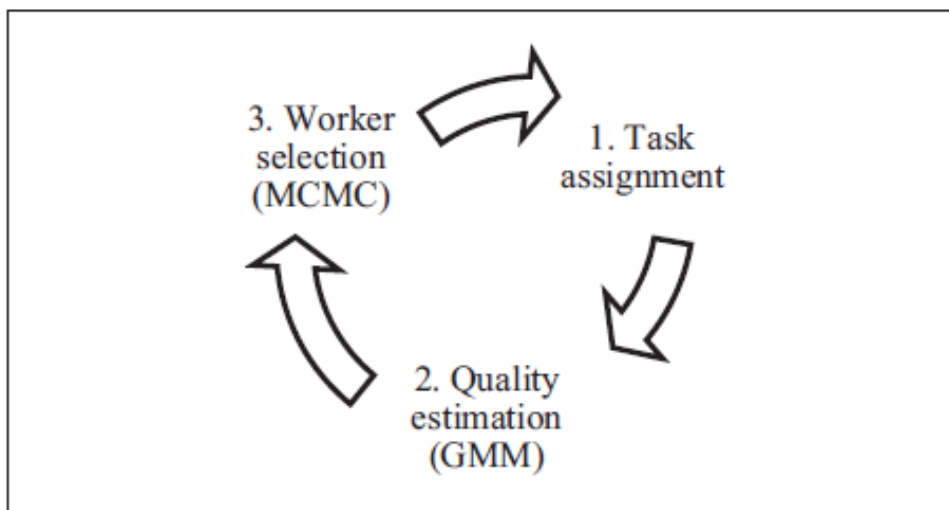 1. Task
assignment
2. Quality
estimation
(GMM)
3. Worker
selection
(MCMC)